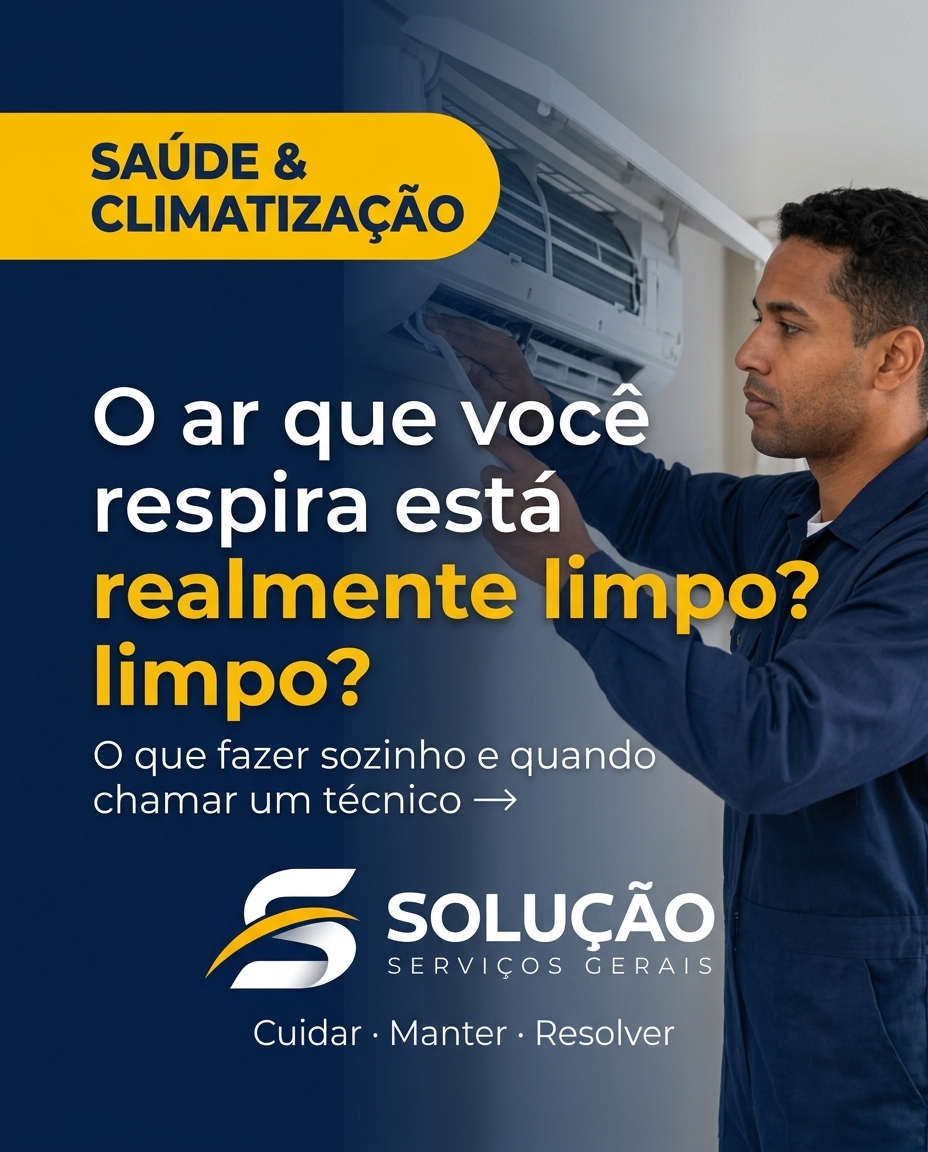 SAÚDE &
CLIMATIZAÇÃO
O ar que você
respira está
realmente limpo?
limpo?
O que fazer sozinho e quando
chamar um técnico →
SOLUÇÃO
SERVIÇOS GERAIS
Cuidar · Manter · Resolver